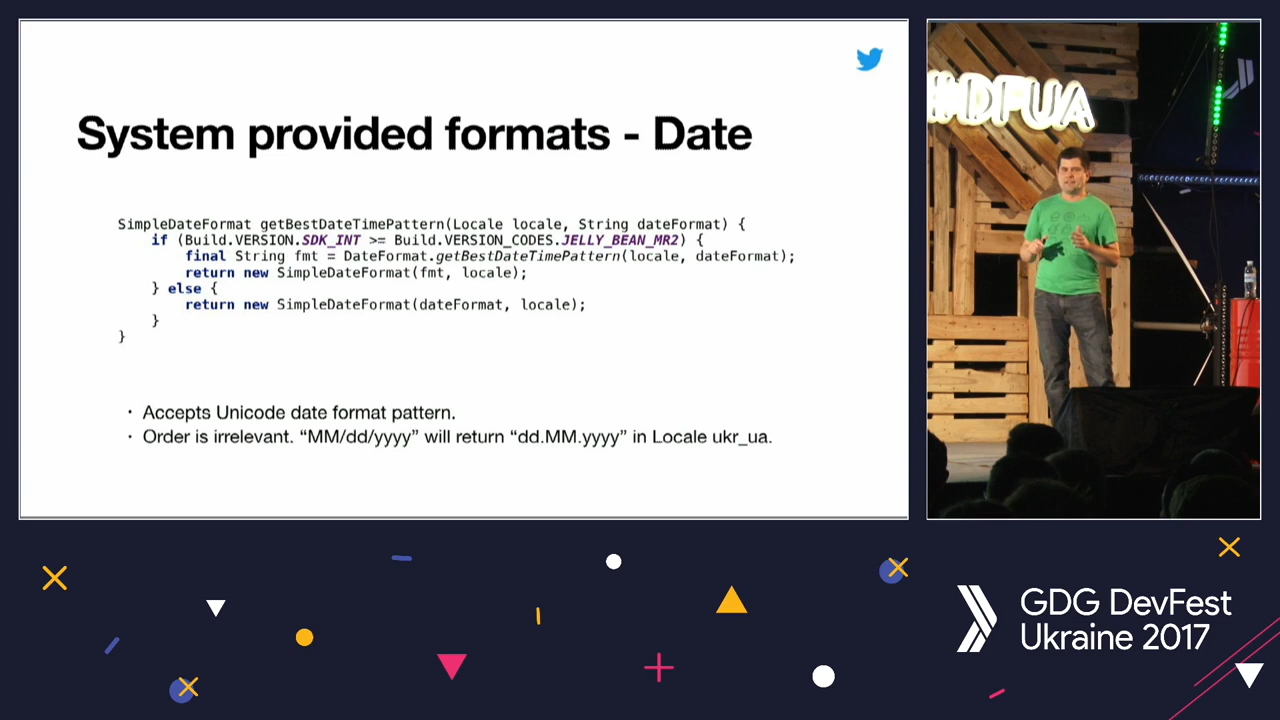 System provided formats - Date
SimpleDateFormat getBestDateTimePattern(Locale locale, String dateFormat) {
if (Build.VERSION.SDK_INT >= Build.VERSION_CODES.JELLY_BEAN_MR2) {
final String fmt = DateFormat.getBestDateTimePattern(locale, dateFormat);
return new SimpleDateFormat(fmt, locale);
} else {
return new SimpleDateFormat(dateFormat, locale);
}
}
· Accepts Unicode date format pattern.
· Order is irrelevant. “MM/dd/yyyy” will return “dd.MM.yyyy” in Locale ukr_ua.
#DFUA
GDG DevFest
Ukraine 2017